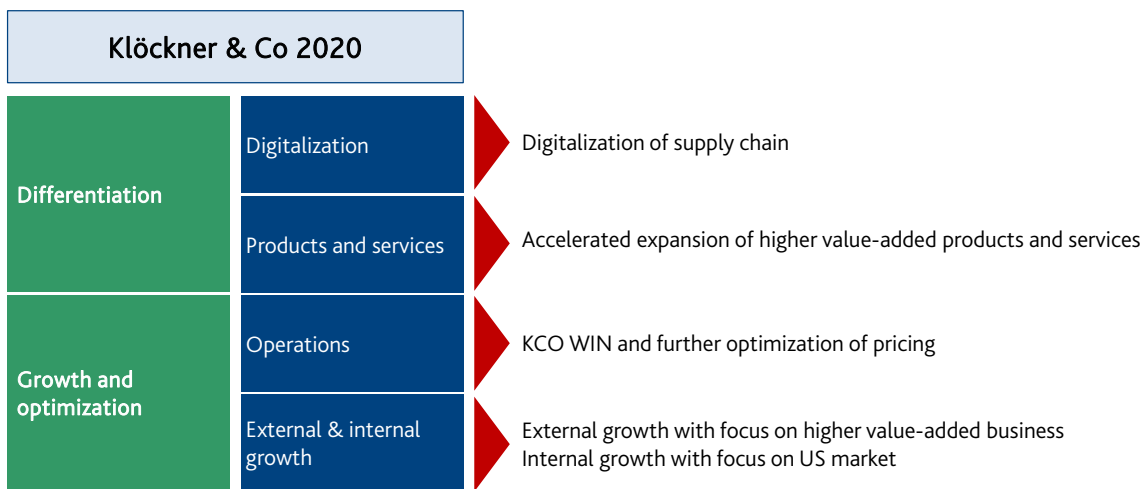 Klöckner & Co 2020
Differentiation
Digitalization
Digitalization of supply chain
Products and services
Accelerated expansion of higher value-added products and services
Growth and
optimization
Operations
KCO WIN and further optimization of pricing
External & internal
growth
External growth with focus on higher value-added business
Internal growth with focus on US market